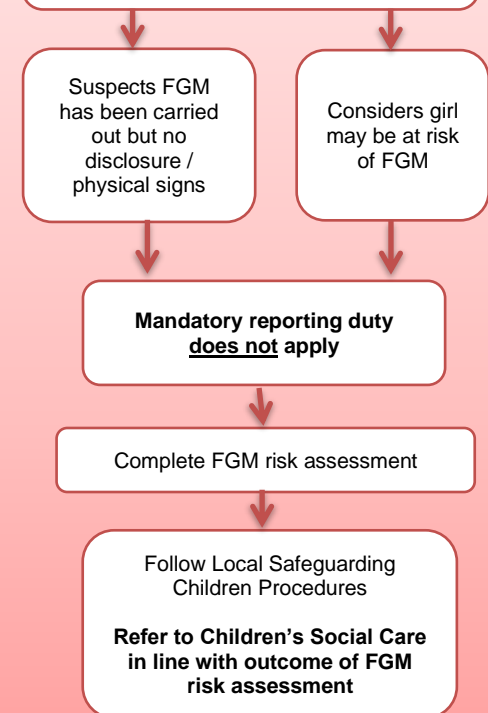 Suspects FGM
has been carried
out but no
disclosure /
physical signs
Considers girl
may be at risk
of FGM
Mandatory reporting duty
does not apply
Complete FGM risk assessment
Follow Local Safeguarding
Children Procedures
Refer to Children’s Social Care
in line with outcome of FGM
risk assessment